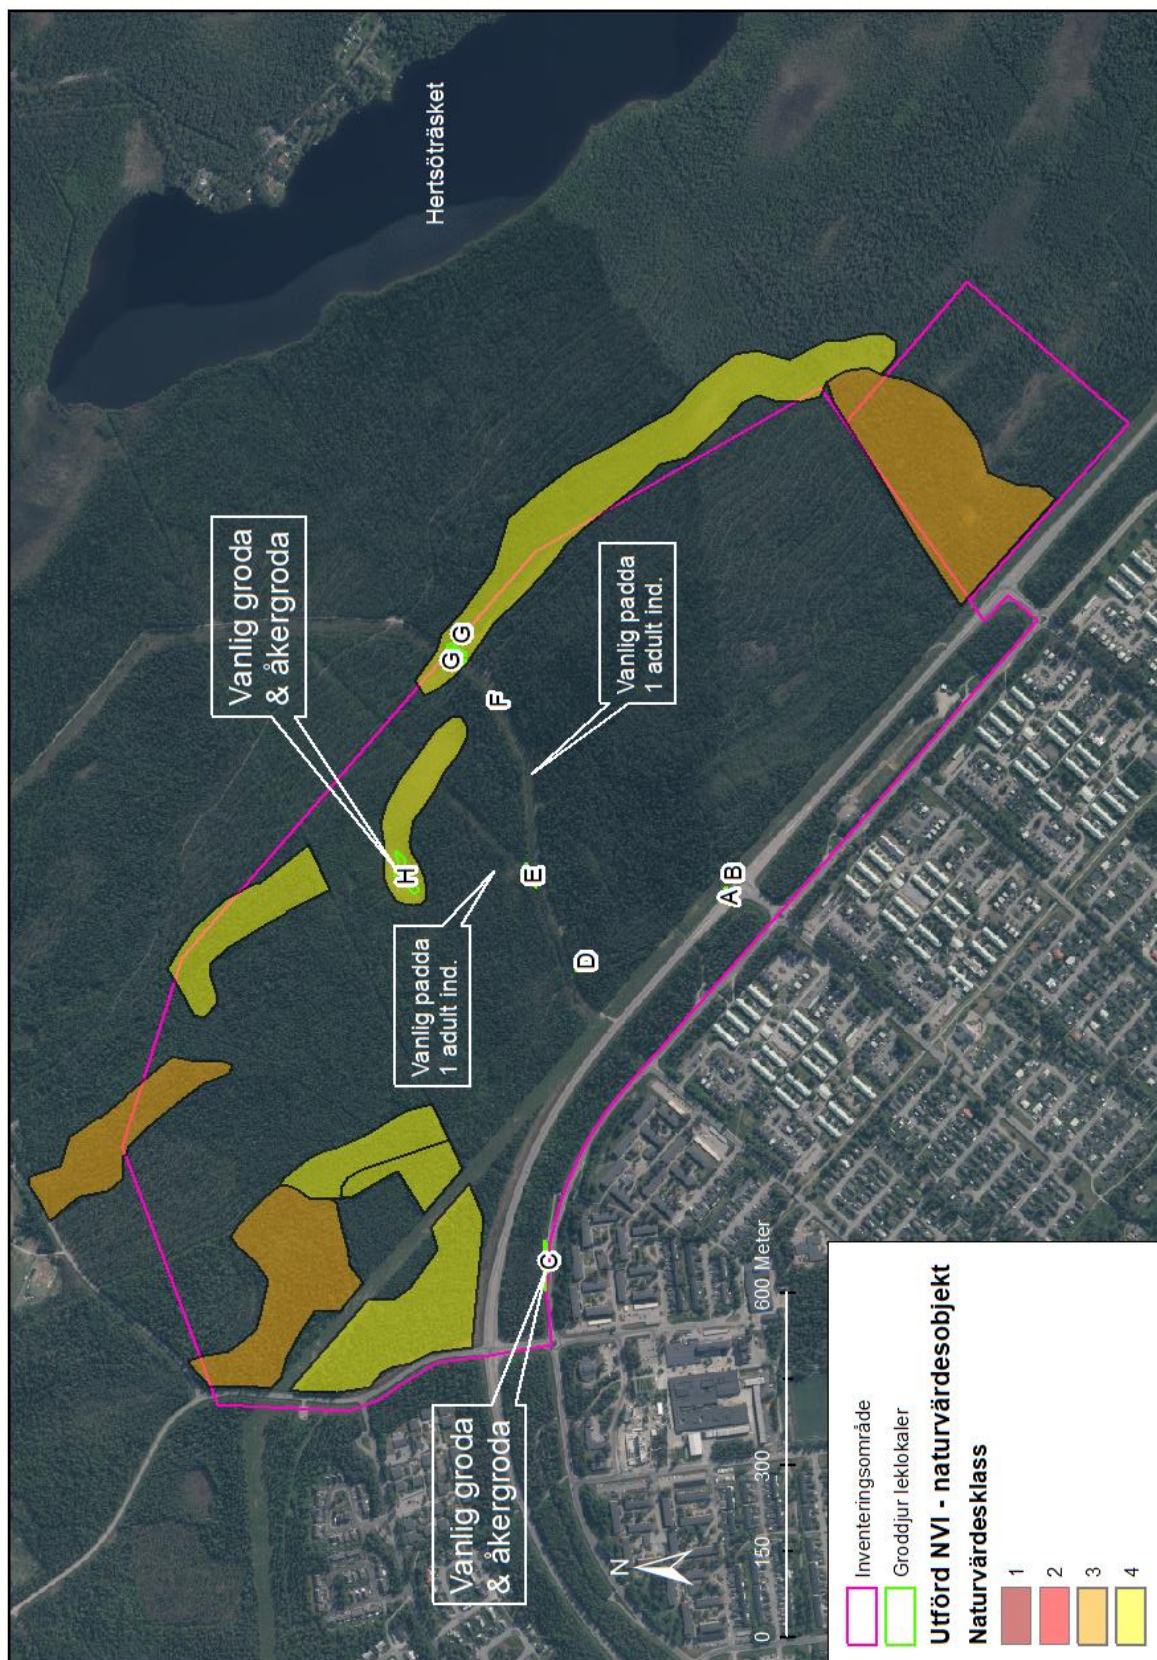 Hertsöträsket
Vanlig groda
& åkergroda
Vanlig padda
1 adult ind.
Vanlig padda
1 adult ind.
Vanlig groda
& åkergroda
G
G
F
H
E
D
A
B
C
N
0
150
300
600 Meter
Inventeringsområde
Groddjur leklokaler
Utförd NVI - naturvärdesobjekt
Naturvärdesklass
1
2
3
4